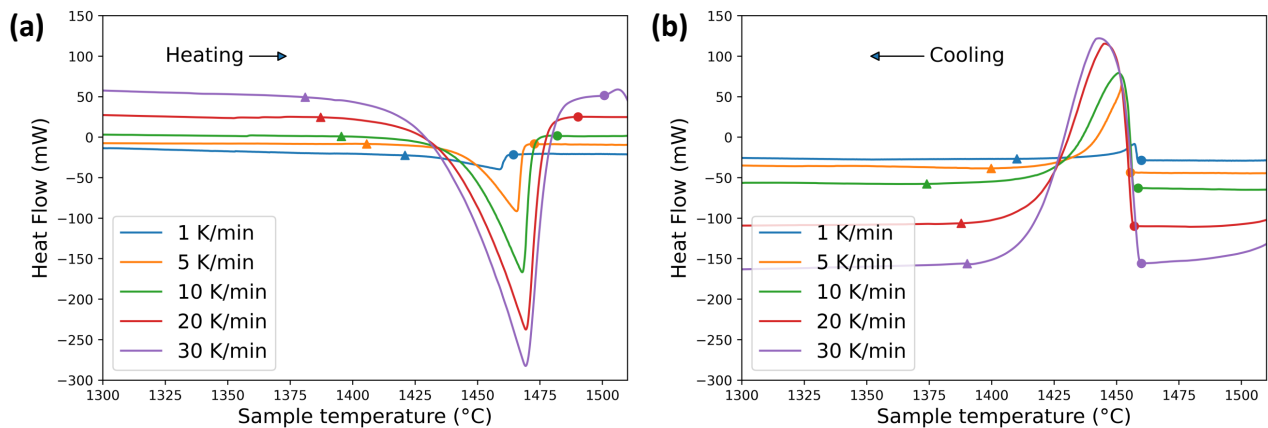 (a)
Heating
150
100
50
0
−50
−100
−150
−200
−250
−300
Heat Flow (mW)
1 K/min
5 K/min
10 K/min
20 K/min
30 K/min
1300 1325 1350 1375 1400 1425 1450 1475 1500
Sample temperature (°C)
(b)
Cooling
150
100
50
0
−50
−100
−150
−200
−250
−300
Heat Flow (mW)
1 K/min
5 K/min
10 K/min
20 K/min
30 K/min
1300 1325 1350 1375 1400 1425 1450 1475 1500
Sample temperature (°C)